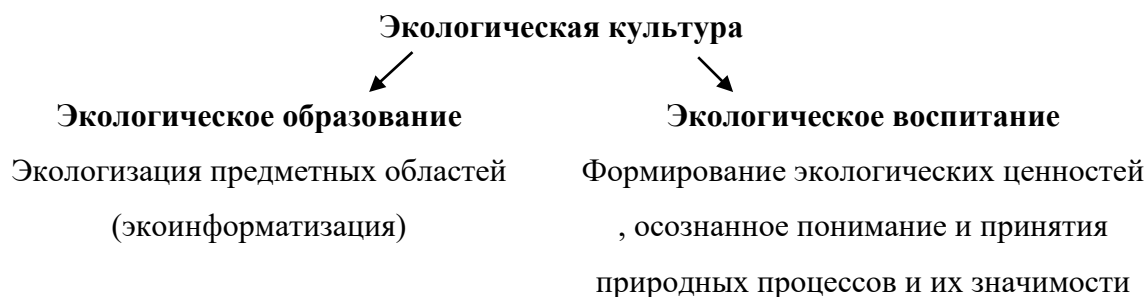 Экологическая культура
Экологическое образование
Экологизация предметных областей
(экоинформатизация)
Экологическое воспитание
Формирование экологических ценностей
, осознанное понимание и принятия
природных процессов и их значимости